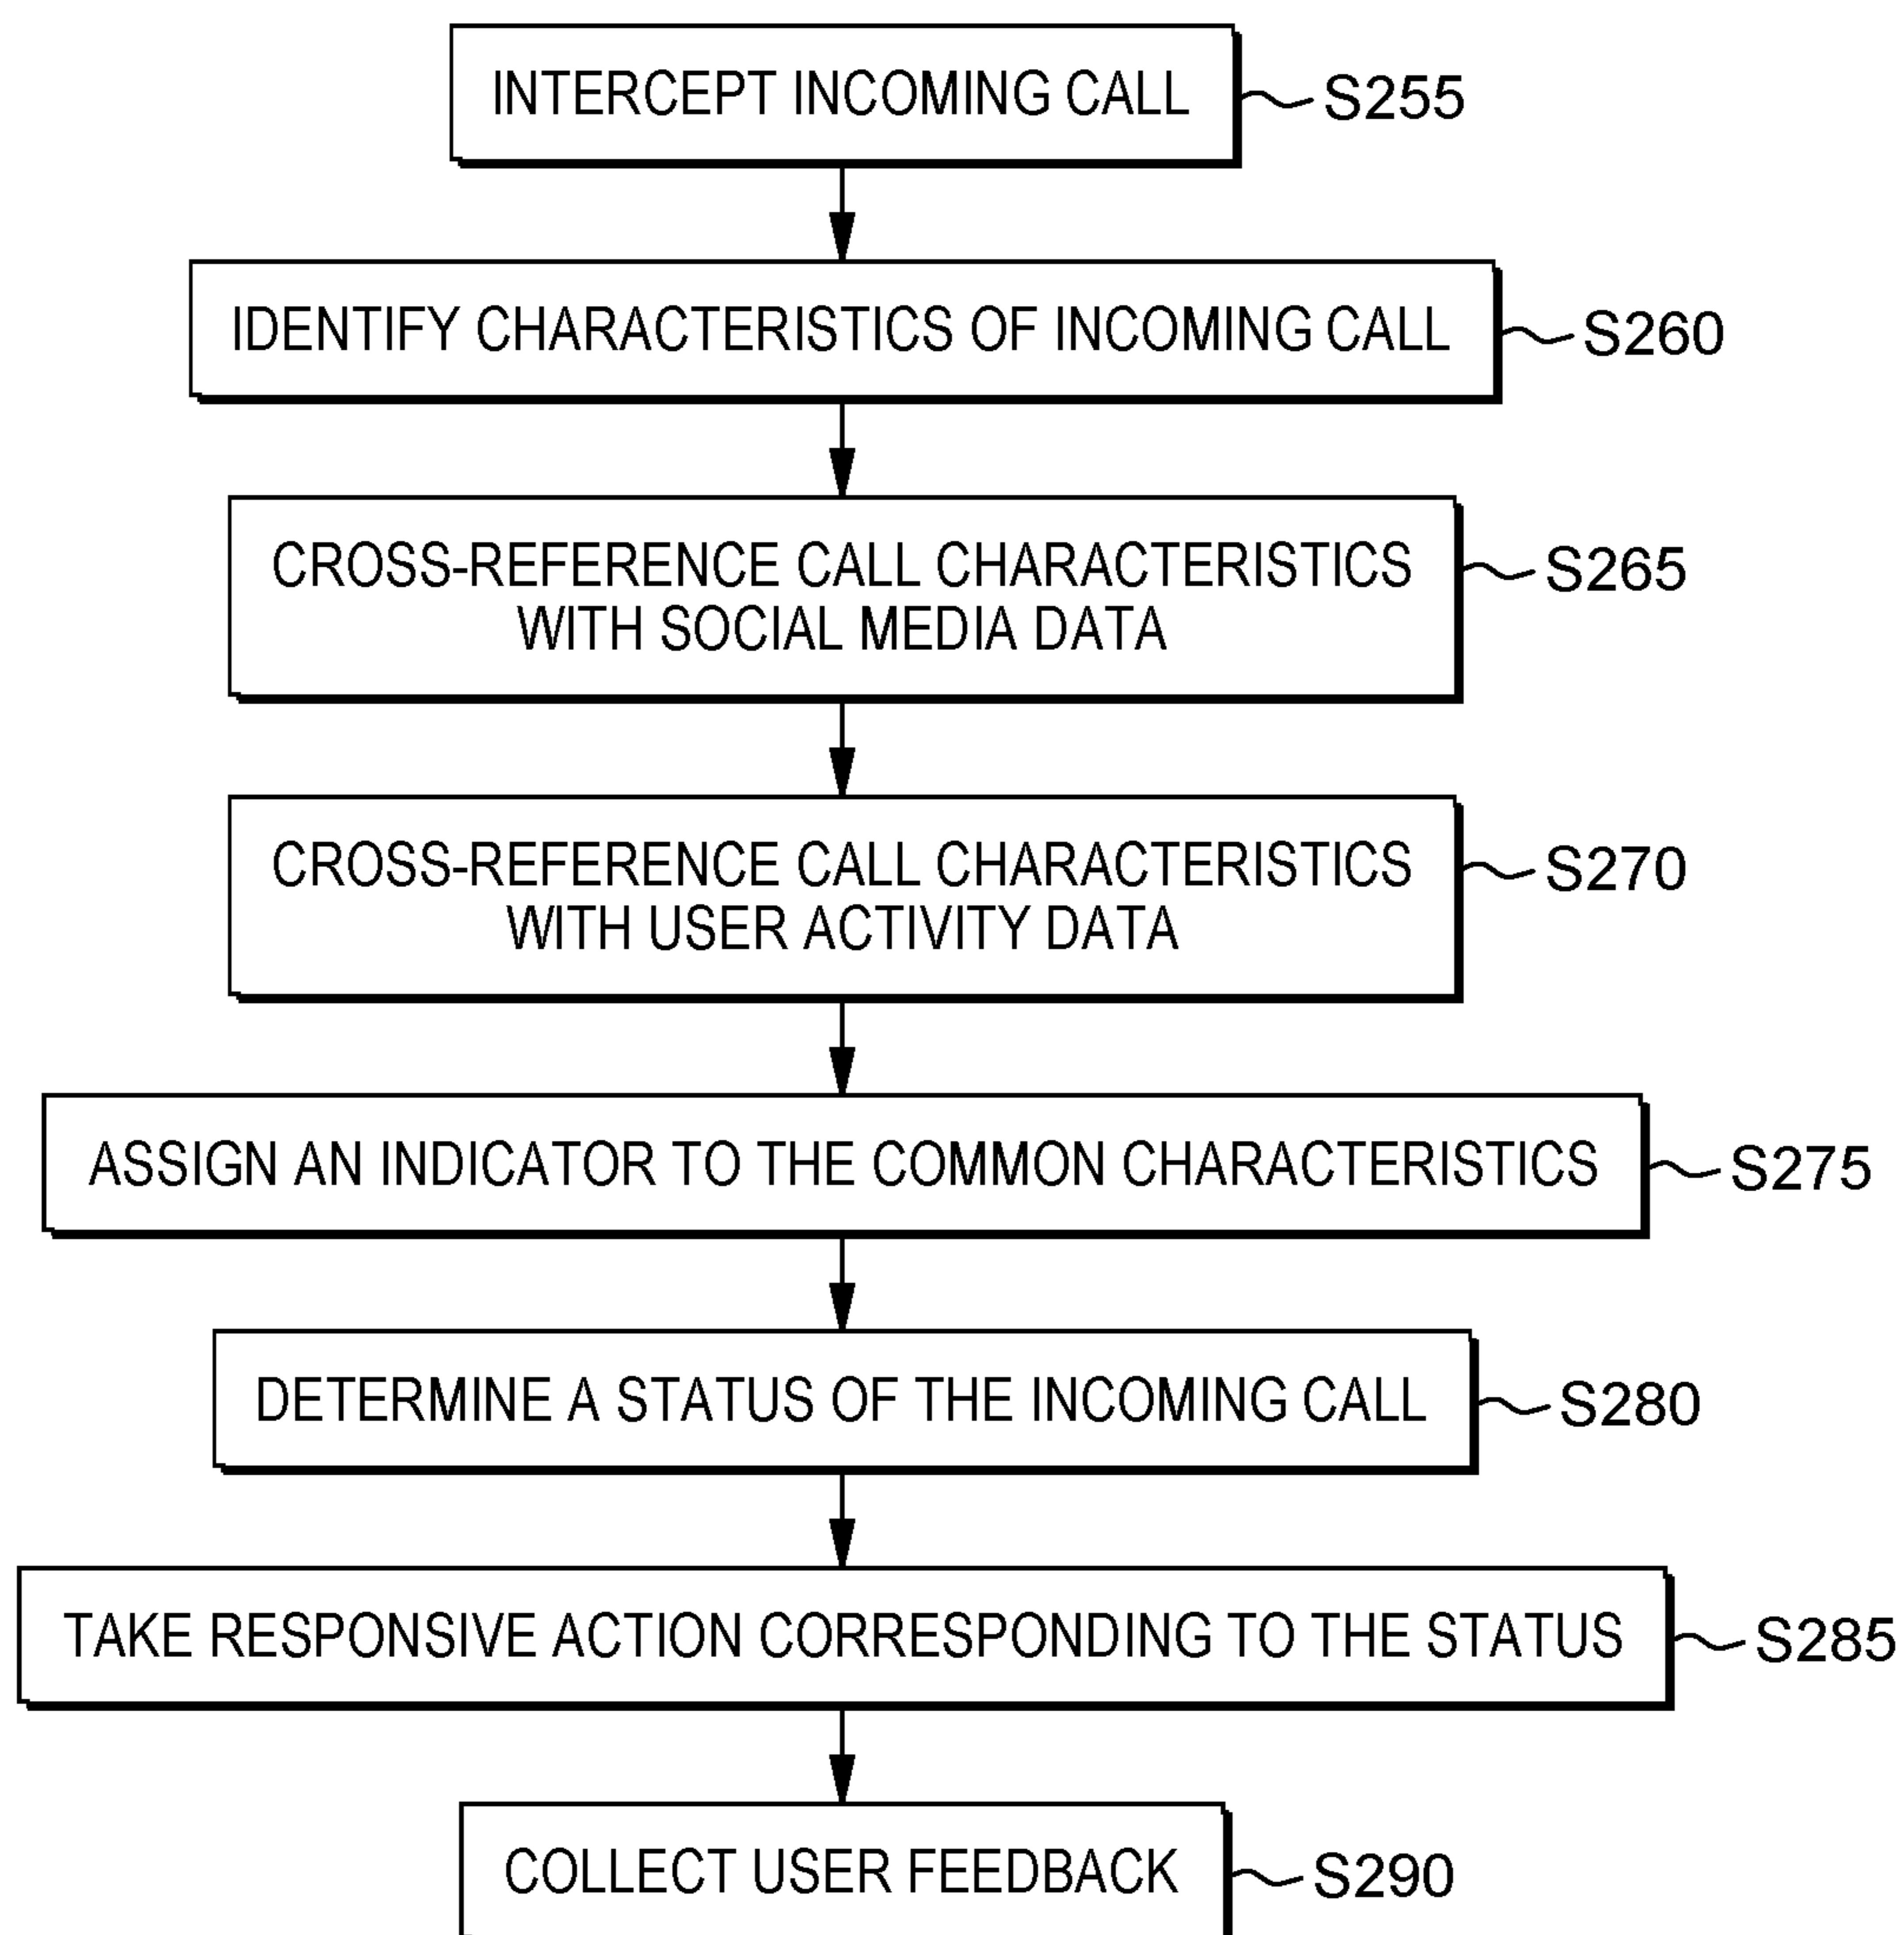 INTERCEPT INCOMING CALL
S255
IDENTIFY CHARACTERISTICS OF INCOMING CALL
S260
CROSS-REFERENCE CALL CHARACTERISTICS
WITH SOCIAL MEDIA DATA
S265
CROSS-REFERENCE CALL CHARACTERISTICS
WITH USER ACTIVITY DATA
S270
ASSIGN AN INDICATOR TO THE COMMON CHARACTERISTICS
S275
DETERMINE A STATUS OF THE INCOMING CALL
S280
TAKE RESPONSIVE ACTION CORRESPONDING TO THE STATUS
S285
COLLECT USER FEEDBACK
S290